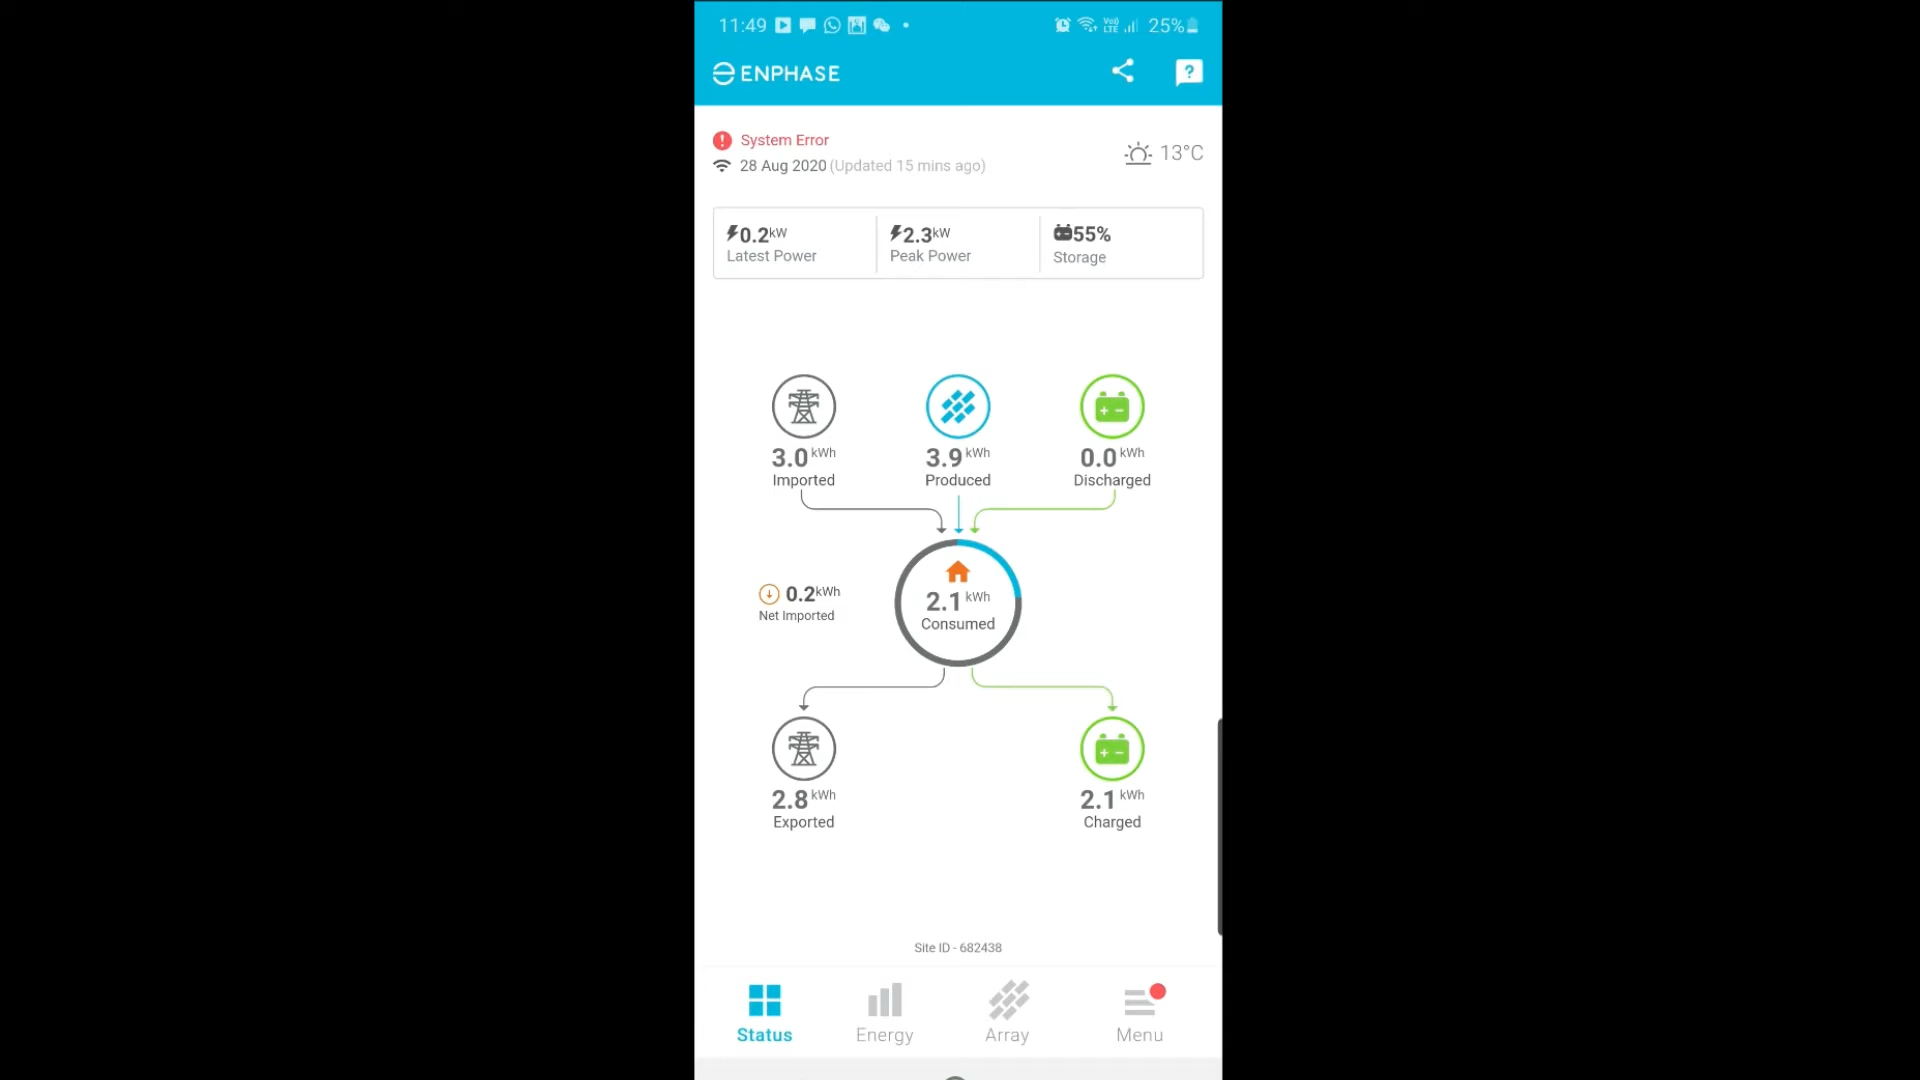 11:49 25%
ENPHASE
System Error
28 Aug 2020 (Updated 15 mins ago)
13°C
0.2kW
Latest Power
2.3kW
Peak Power
55%
Storage
3.0 kWh
Imported
3.9 kWh
Produced
0.0 kWh
Discharged
0.2kWh
Net Imported
2.1 kWh
Consumed
2.8 kWh
Exported
2.1 kWh
Charged
Site ID - 682438
Status
Energy
Array
Menu